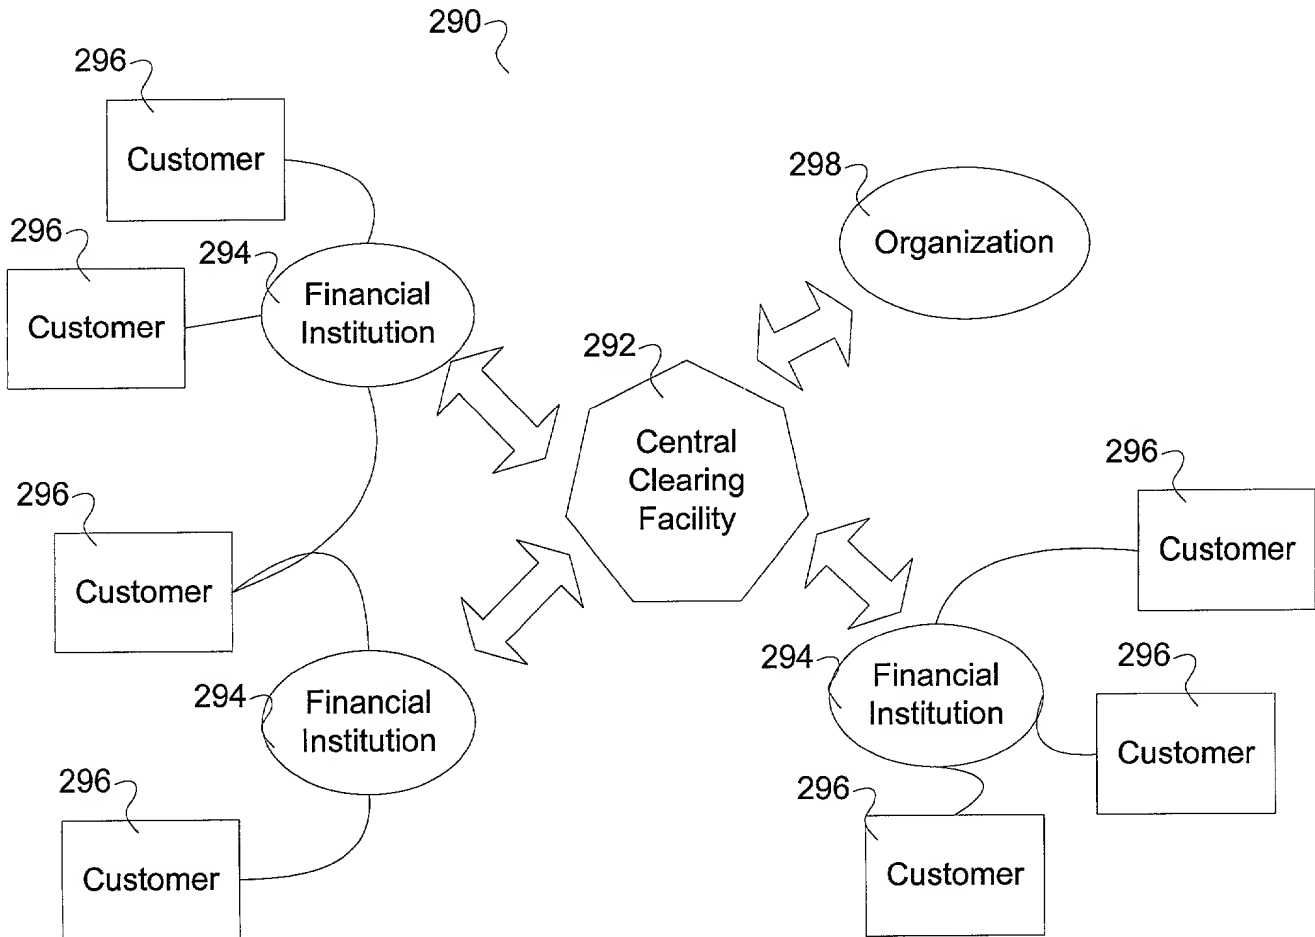 290
296
Customer
298
Organization
296
294
Customer
Financial
Institution
292
Central
Clearing
Facility
296
Customer
296
Customer
294
Financial
Institution
294
Financial
Institution
296
Customer
296
Customer
296
Customer